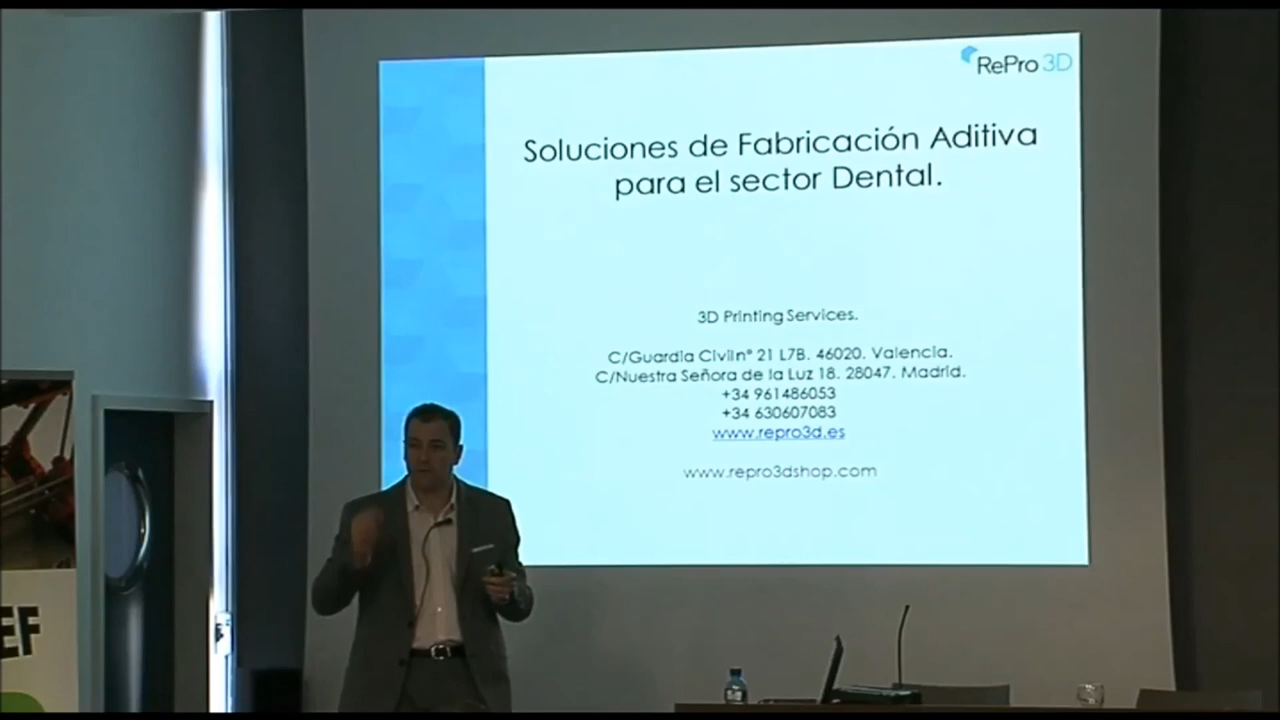 RePro 3D
Soluciones de Fabricación Aditiva
para el sector Dental.
3D Printing Services.
C/Guardia Civil nº 21 L7B. 46020. Valencia.
C/Nuestra Señora de la Luz 18. 28047. Madrid.
+34 961486053
+34 630607083
www.repro3d.es
www.repro3dshop.com
EF